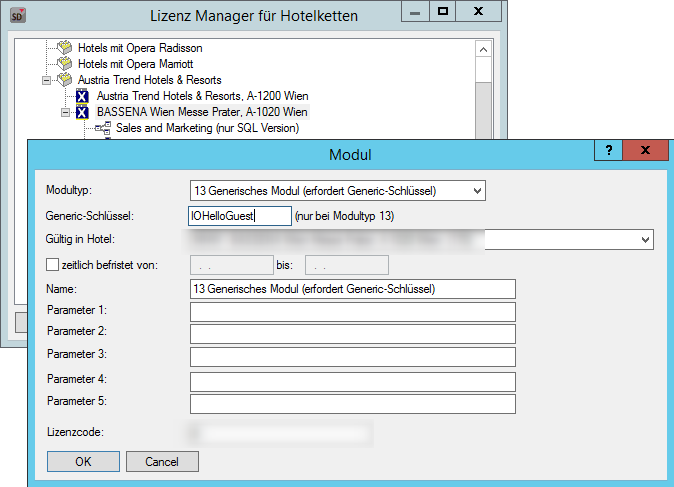 SD
Lizenz Manager für Hotelketten
Hotels mit Opera Radisson
Hotels mit Opera Marriott
Austria Trend Hotels & Resorts
Austria Trend Hotels & Resorts, A-1200 Wien
BASSENA Wien Messe Prater, A-1020 Wien
Sales and Marketing (nur SQL Version)
Modul
Modultyp: 13 Generisches Modul (erfordert Generic-Schlüssel)
Generic-Schlüssel: IOHelloGuest (nur bei Modultyp 13)
Gültig in Hotel:
zeitlich befristet von: . . bis: . .
Name: 13 Generisches Modul (erfordert Generic-Schlüssel)
Parameter 1:
Parameter 2:
Parameter 3:
Parameter 4:
Parameter 5:
Lizenzcode:
OK Cancel